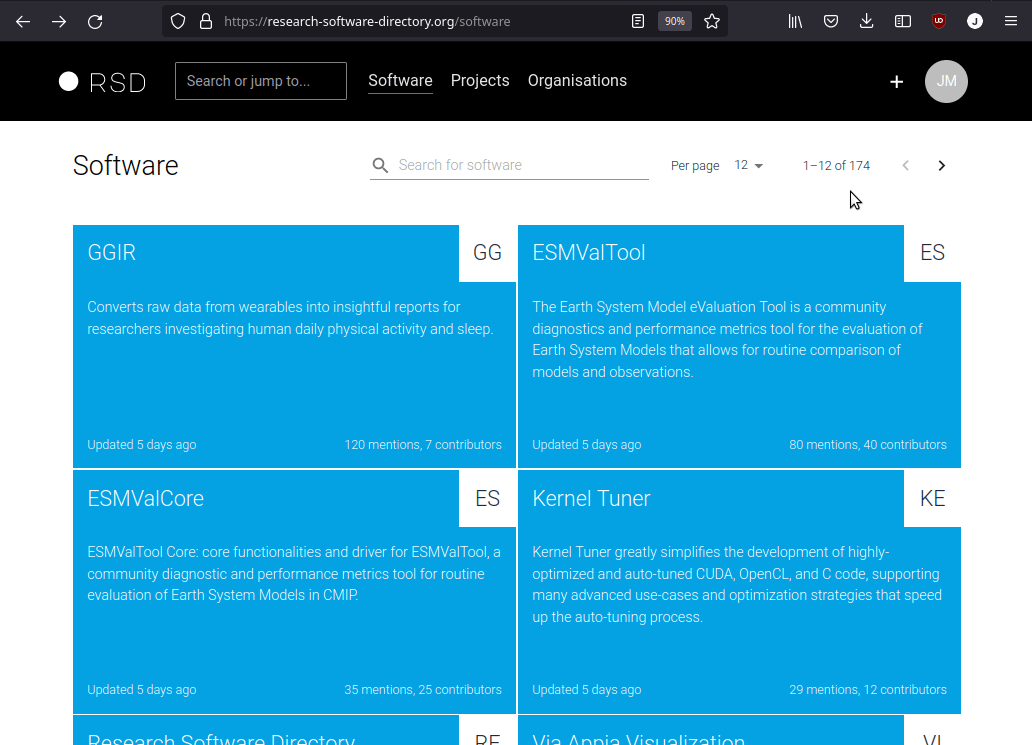 https://research-software-directory.org/software
90%
J
RSD
Search or jump to...
Software
Projects
Organisations
JM
Software
Search for software
Per page
12
1–12 of 174
GGIR
GG
Converts raw data from wearables into insightful reports for
researchers investigating human daily physical activity and sleep.
Updated 5 days ago
120 mentions, 7 contributors
ESMValTool
ES
The Earth System Model eValuation Tool is a community
diagnostics and performance metrics tool for the evaluation of
Earth System Models that allows for routine comparison of
models and observations.
Updated 5 days ago
80 mentions, 40 contributors
ESMValCore
ES
ESMValTool Core: core functionalities and driver for ESMValTool, a
community diagnostic and performance metrics tool for routine
evaluation of Earth System Models in CMIP.
Updated 5 days ago
35 mentions, 25 contributors
Kernel Tuner
KE
Kernel Tuner greatly simplifies the development of highly-
optimized and auto-tuned CUDA, OpenCL, and C code, supporting
many advanced use-cases and optimization strategies that speed
up the auto-tuning process.
Updated 5 days ago
29 mentions, 12 contributors
Research Software Directory
RE
Via Appia Visualization
VI